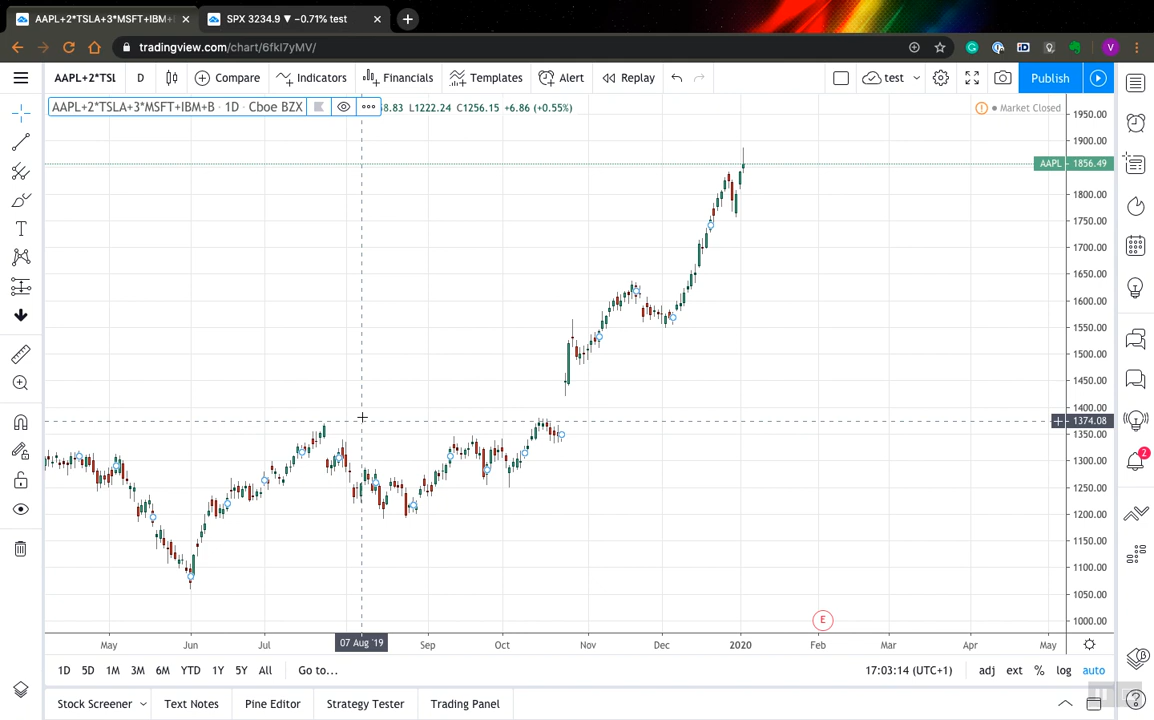 AAPL+2*TSLA+3*MSFT+IBM+B
SPX 3234.9 ▼ −0.71% test
tradingview.com/chart/6fkI7yMV/
V
AAPL+2*TSl
D
Compare
Indicators
Financials
Templates
Alert
Replay
test
Publish
AAPL+2*TSLA+3*MSFT+IBM+B · 1D · Cboe BZX
8.83 L1222.24 C1256.15 +6.86 (+0.55%)
Market Closed
1950.00
1900.00
AAPL 1856.49
1800.00
1750.00
1700.00
1650.00
1600.00
1550.00
1500.00
1450.00
1400.00
1374.08
1350.00
1300.00
1250.00
1200.00
1150.00
1100.00
1050.00
1000.00
2
E
May Jun Jul 07 Aug '19 Sep Oct Nov Dec 2020 Feb Mar Apr May
1D 5D 1M 3M 6M YTD 1Y 5Y All Go to...
17:03:14 (UTC+1) adj ext % log auto
Stock Screener Text Notes Pine Editor Strategy Tester Trading Panel